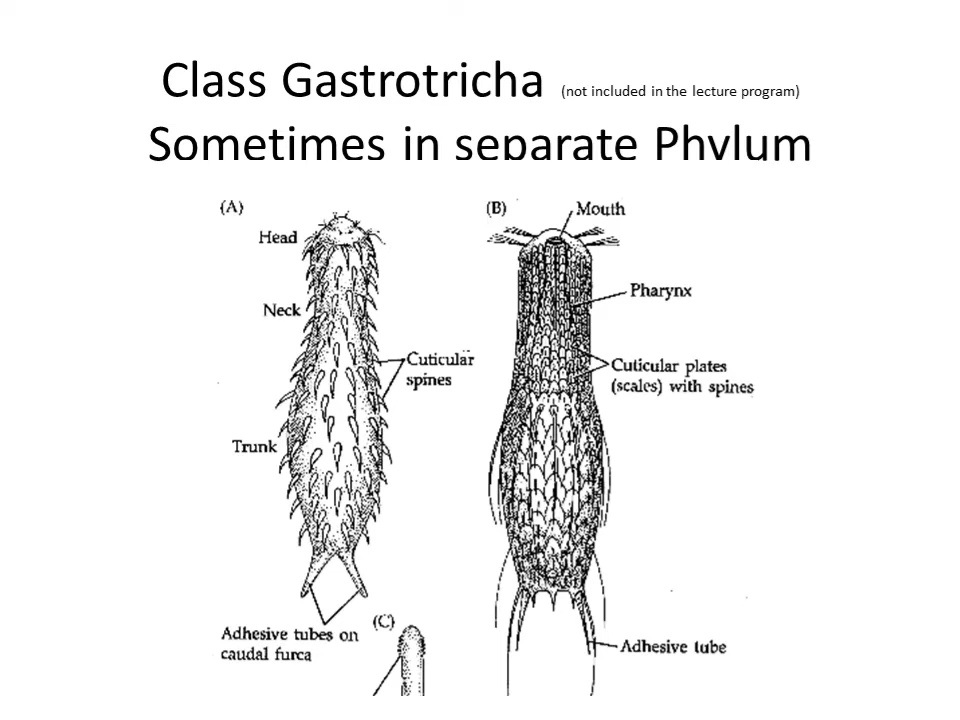 Class Gastrotricha (not included in the lecture program)
Sometimes in separate Phylum
(A)
Head
Neck
Cuticular
spines
Trunk
Adhesive tubes on
caudal furca
(B)
Mouth
Pharynx
Cuticular plates
(scales) with spines
Adhesive tube
(C)